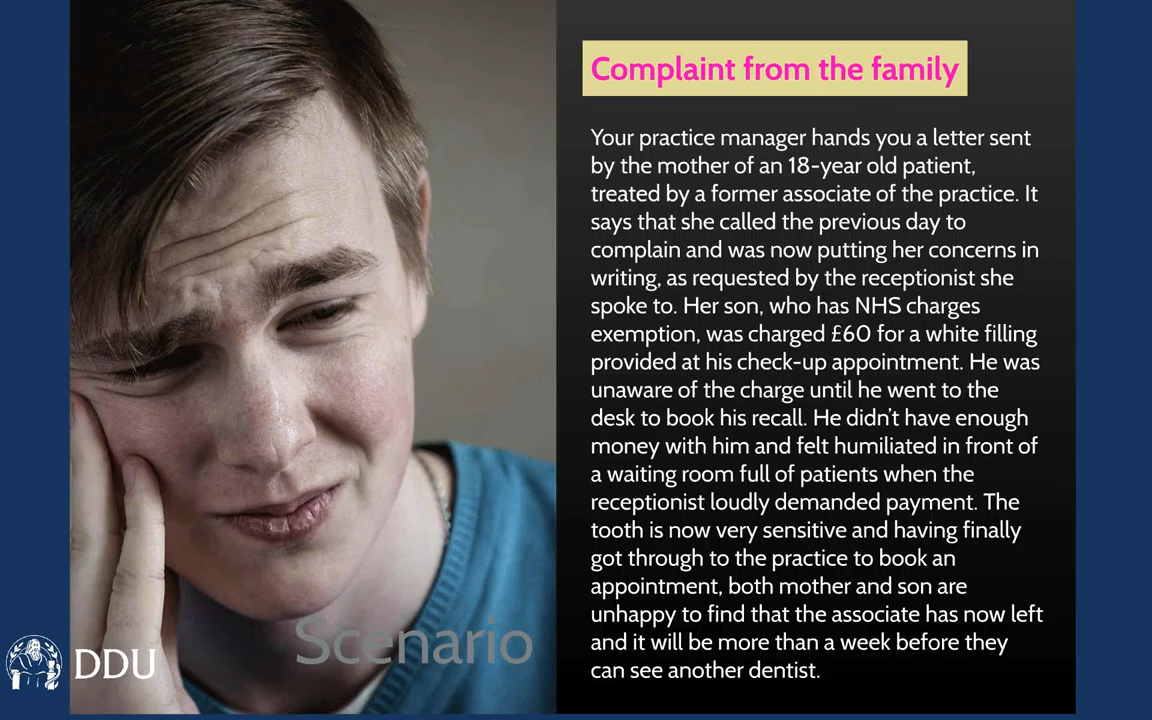 Complaint from the family
Your practice manager hands you a letter sent
by the mother of an 18-year old patient,
treated by a former associate of the practice. It
says that she called the previous day to
complain and was now putting her concerns in
writing, as requested by the receptionist she
spoke to. Her son, who has NHS charges
exemption, was charged £60 for a white filling
provided at his check-up appointment. He was
unaware of the charge until he went to the
desk to book his recall. He didn't have enough
money with him and felt humiliated in front of
a waiting room full of patients when the
receptionist loudly demanded payment. The
tooth is now very sensitive and having finally
got through to the practice to book an
appointment, both mother and son are
unhappy to find that the associate has now left
and it will be more than a week before they
can see another dentist.
Scenario
DDU